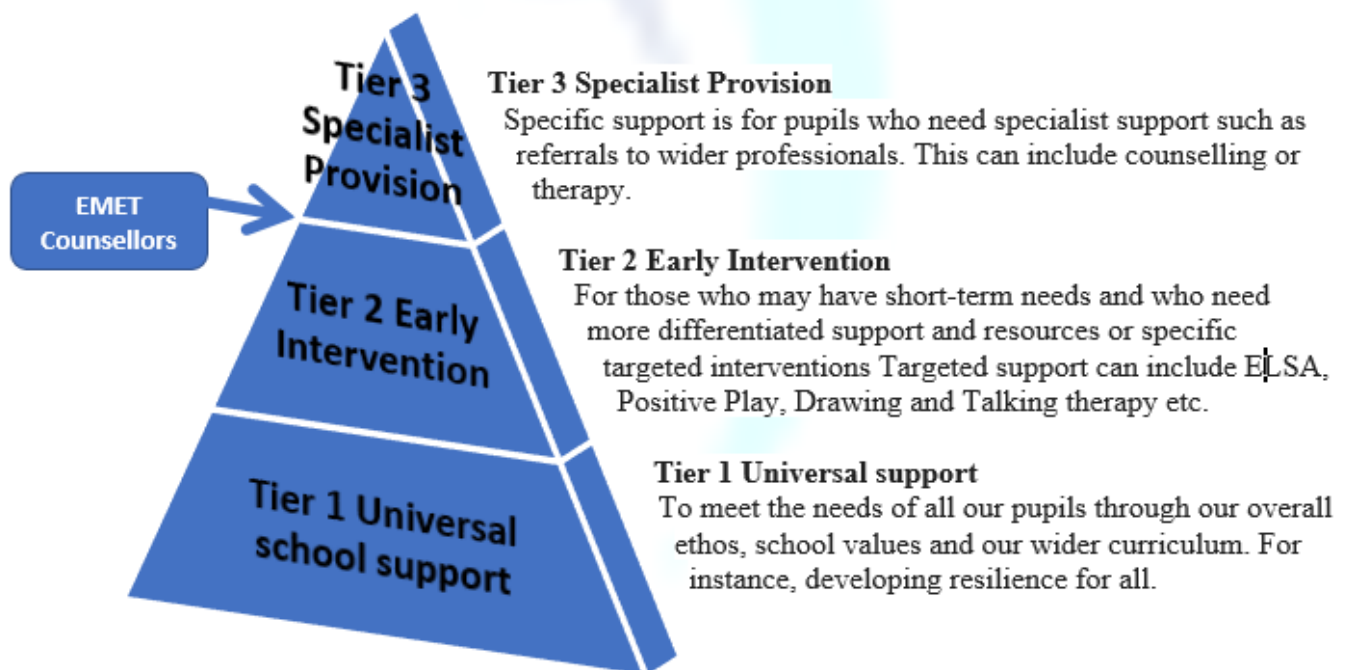 Tier 3
Specialist
Provision
EMET
Counsellors
Tier 2 Early
Intervention
Tier 1 Universal
school support
Tier 3 Specialist Provision
Specific support is for pupils who need specialist support such as
referrals to wider professionals. This can include counselling or
therapy.
Tier 2 Early Intervention
For those who may have short-term needs and who need
more differentiated support and resources or specific
targeted interventions Targeted support can include ELSA,
Positive Play, Drawing and Talking therapy etc.
Tier 1 Universal support
To meet the needs of all our pupils through our overall
ethos, school values and our wider curriculum. For
instance, developing resilience for all.